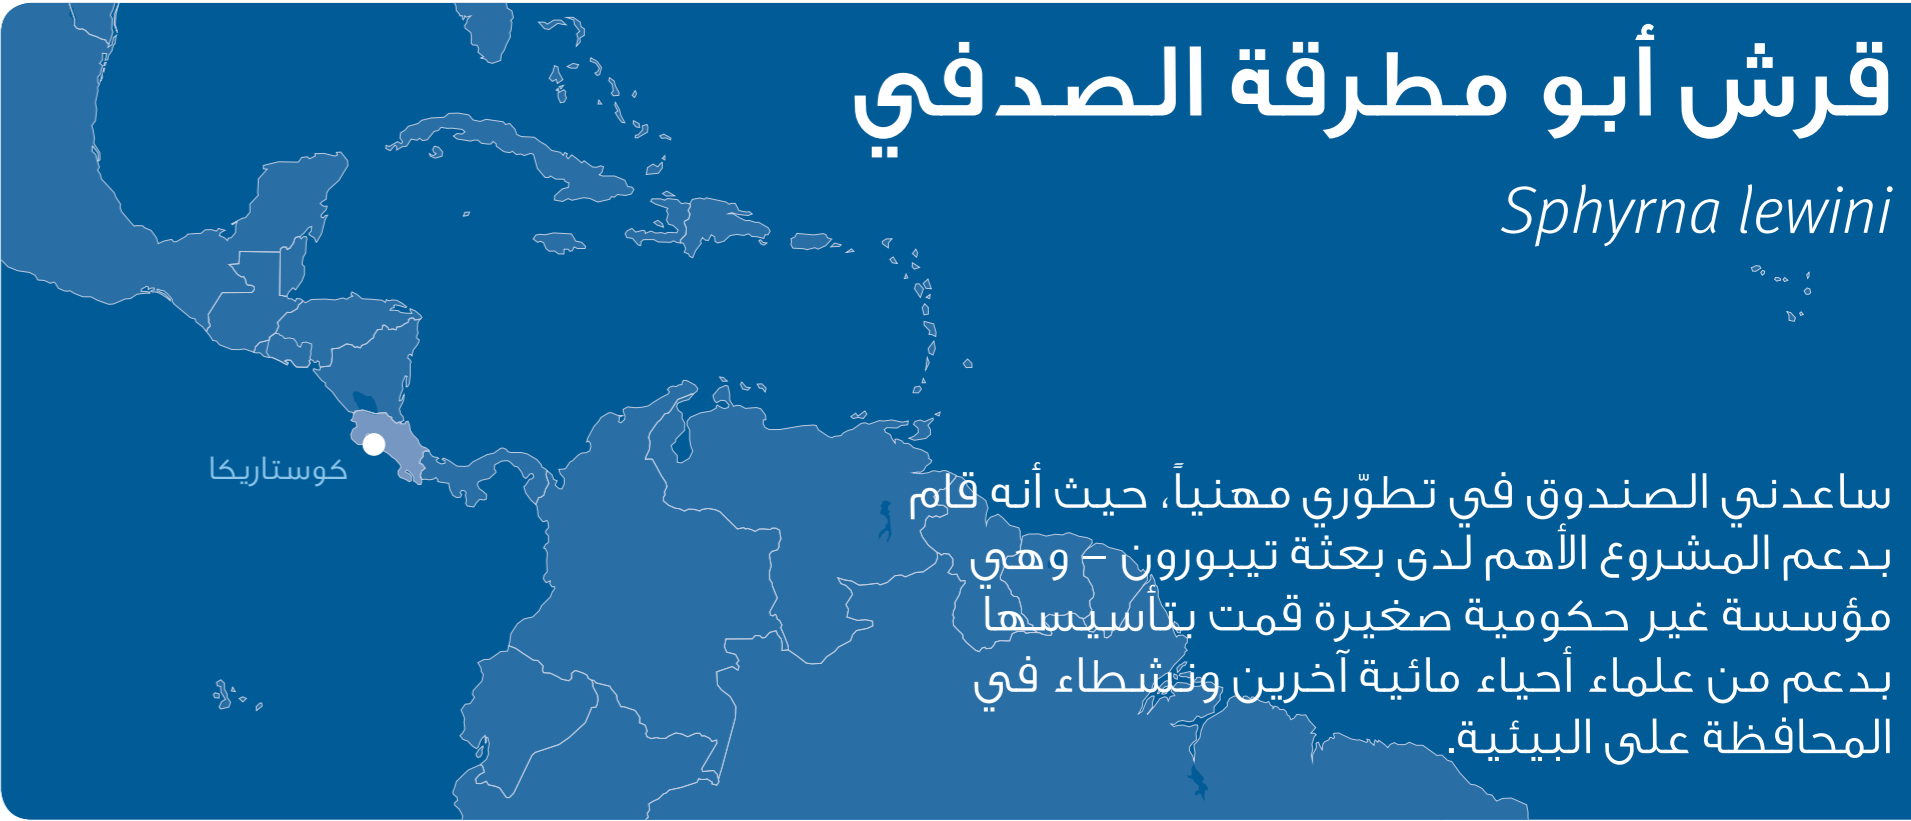 قرش أبو مطرقة الصدفي
Sphyrna lewini
كوستاريكا
ساعدني الصندوق في تطوّري مهنياً، حيث أنه قام
بدعم المشروع الأهم لدى بعثة تيبورون – وهي
مؤسسة غير حكومية صغيرة قمت بتأسيسها
بدعم من علماء أحياء مائية آخرين ونشطاء في
المحافظة على البيئية.